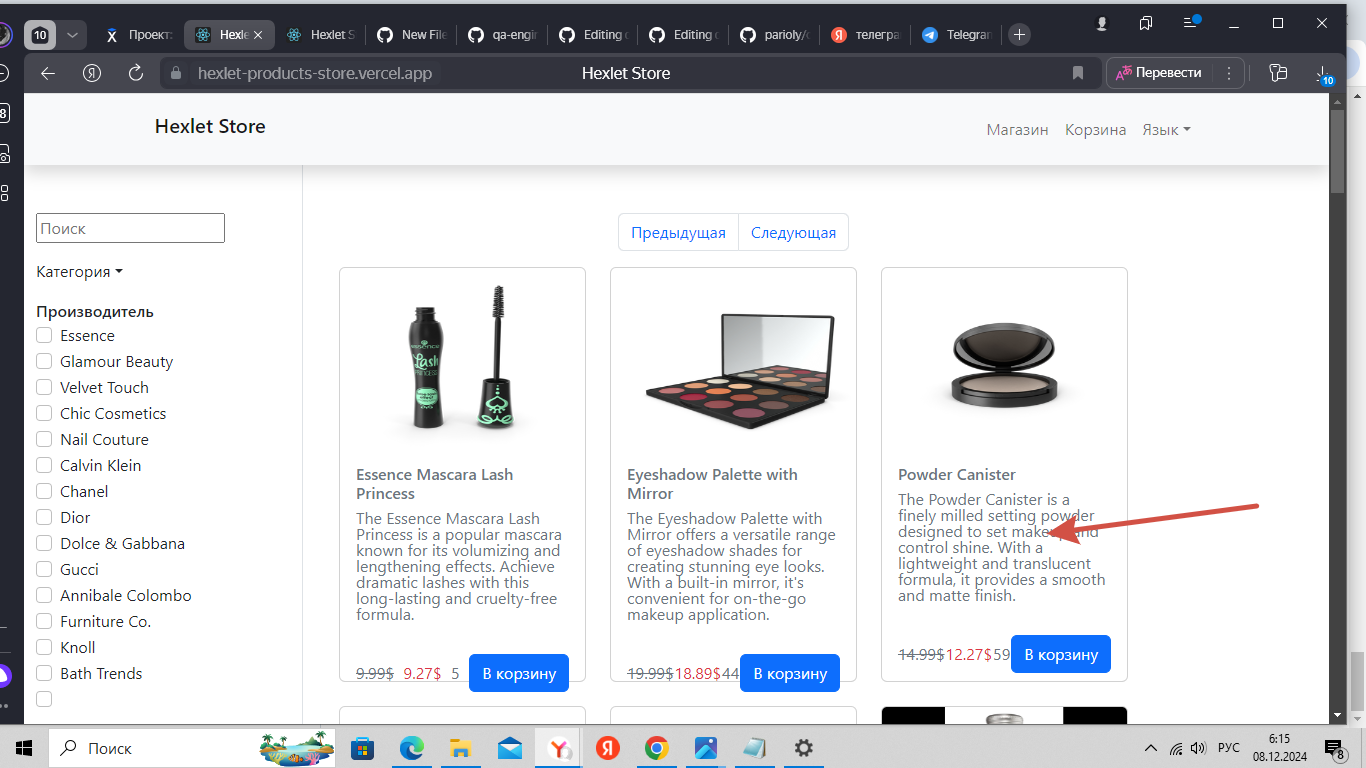 10
Проект:
Hexle
Hexlet S
New File
qa-engir
Editing c
Editing c
parioly/c
телегра
Telegran
hexlet-products-store.vercel.app
Hexlet Store
Перевести
10
8
Hexlet Store
Магазин
Корзина
Язык
Поиск
Предыдущая
Следующая
Категория
Производитель
Essence
Glamour Beauty
Velvet Touch
Chic Cosmetics
Nail Couture
Calvin Klein
Chanel
Dior
Dolce & Gabbana
Gucci
Annibale Colombo
Furniture Co.
Knoll
Bath Trends
essence
Lash
PRINCESS
Essence Mascara Lash
Princess
The Essence Mascara Lash
Princess is a popular mascara
known for its volumizing and
lengthening effects. Achieve
dramatic lashes with this
long-lasting and cruelty-free
formula.
9.99$ 9.27$ 5 В корзину
Eyeshadow Palette with
Mirror
The Eyeshadow Palette with
Mirror offers a versatile range
of eyeshadow shades for
creating stunning eye looks.
With a built-in mirror, it's
convenient for on-the-go
makeup application.
19.99$18.89$44 В корзину
Powder Canister
The Powder Canister is a
finely milled setting powder
designed to set makeup and
control shine. With a
lightweight and translucent
formula, it provides a smooth
and matte finish.
14.99$12.27$59 В корзину
Поиск
РУС
6:15
08.12.2024
8